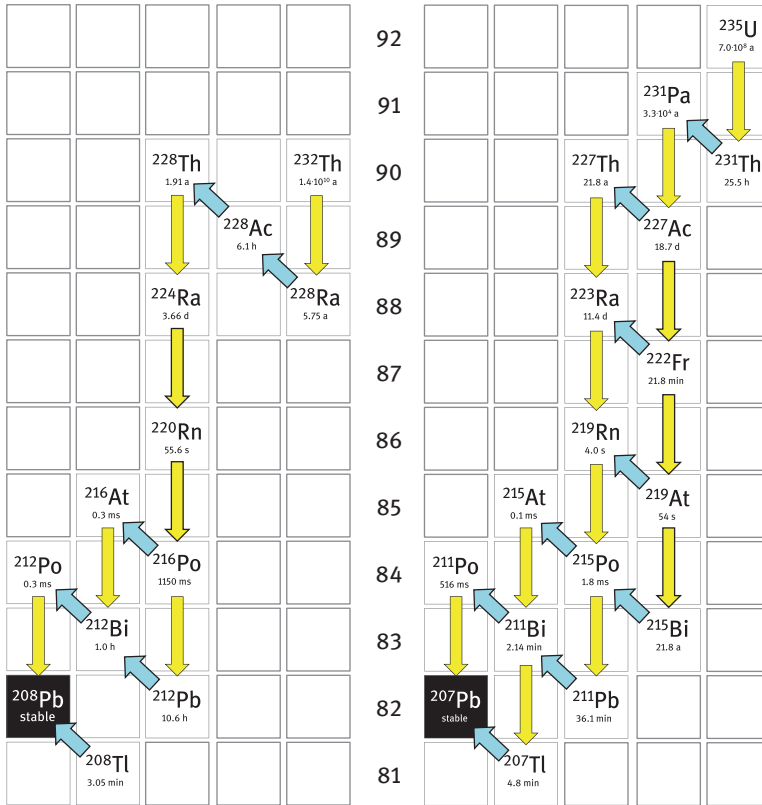 92
²³⁵U
7.0·10⁸ a
91
²³¹Pa
3.3·10⁴ a
²²⁸Th
1.91 a
²³²Th
1.4·10¹⁰ a
90
²²⁷Th
21.8 a
²³¹Th
25.5 h
²²⁸Ac
6.1 h
89
²²⁷Ac
18.7 d
²²⁴Ra
3.66 d
²²⁸Ra
5.75 a
88
²²³Ra
11.4 d
87
²²²Fr
21.8 min
²²⁰Rn
55.6 s
86
²¹⁹Rn
4.0 s
²¹⁶At
0.3 ms
85
²¹⁵At
0.1 ms
²¹⁹At
54 s
²¹²Po
0.3 ms
²¹⁶Po
1150 ms
84
²¹¹Po
516 ms
²¹⁵Po
1.8 ms
²¹²Bi
1.0 h
83
²¹¹Bi
2.14 min
²¹⁵Bi
21.8 a
²⁰⁸Pb
stable
²¹²Pb
10.6 h
82
²⁰⁷Pb
stable
²¹¹Pb
36.1 min
²⁰⁸Tl
3.05 min
81
²⁰⁷Tl
4.8 min